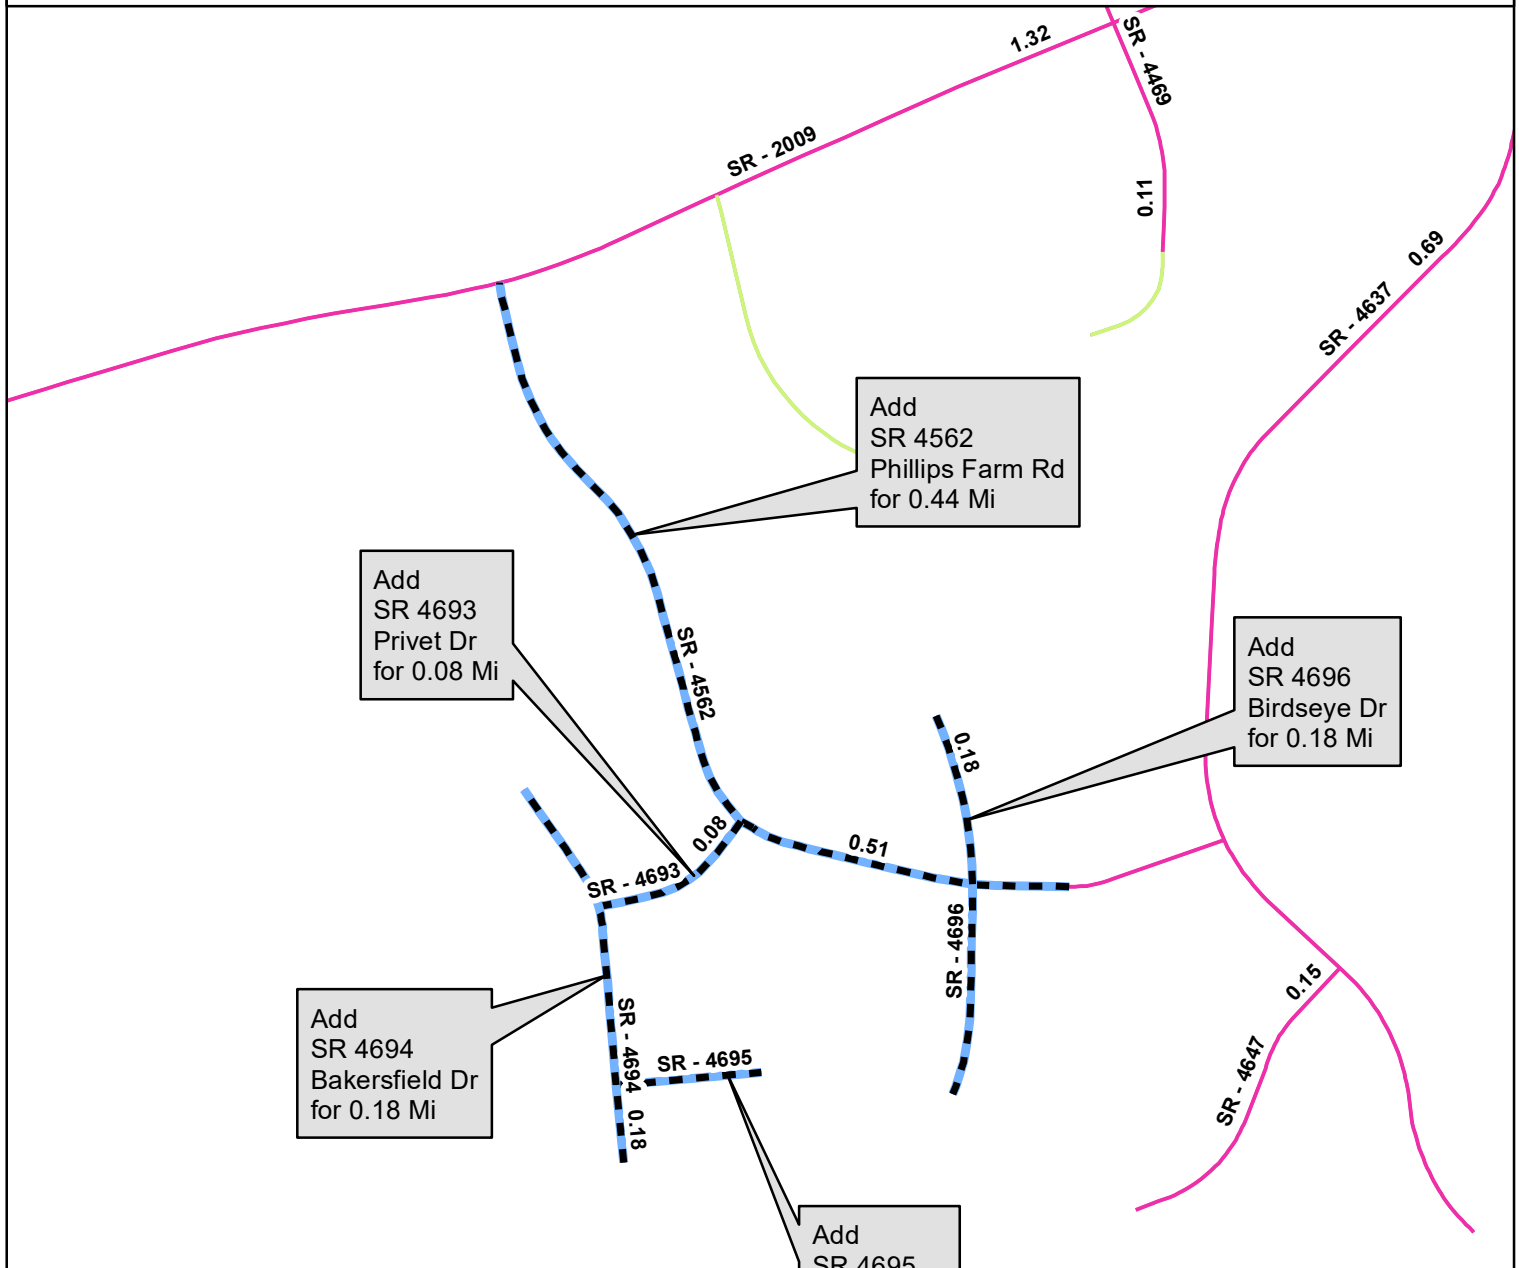 1.32
SR - 4469
SR - 2009
0.11
0.69
SR - 4637
Add
SR 4562
Phillips Farm Rd
for 0.44 Mi
Add
SR 4693
Privet Dr
for 0.08 Mi
SR - 4562
Add
SR 4696
Birdseye Dr
for 0.18 Mi
0.18
0.08
0.51
SR - 4693
SR - 4696
0.15
Add
SR 4694
Bakersfield Dr
for 0.18 Mi
SR - 4694
SR - 4695
0.18
SR - 4647
Add
SR 4695